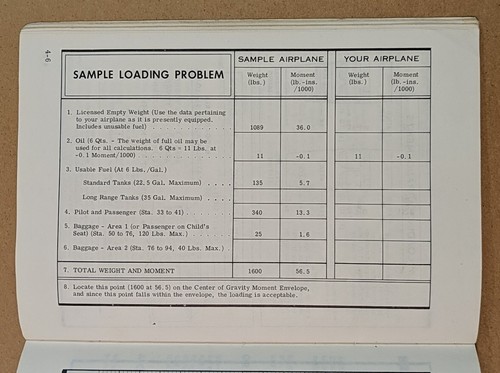 4-6
SAMPLE LOADING PROBLEM
SAMPLE AIRPLANE
YOUR AIRPLANE
Weight (lbs.)
Moment (lb.-ins. /1000)
Weight (lbs.)
Moment (lb.-ins. /1000)
1. Licensed Empty Weight (Use the data pertaining
to your airplane as it is presently equipped.
Includes unusable fuel) . . . . . . . . . . . . 1089 36.0
2. Oil (6 Qts. - The weight of full oil may be
used for all calculations. 6 Qts = 11 Lbs. at
-0.1 Moment/1000) . . . . . . . . . . . . 11 -0.1 11 -0.1
3. Usable Fuel (At 6 Lbs./Gal.)
Standard Tanks (22.5 Gal. Maximum) . . . . 135 5.7
Long Range Tanks (35 Gal. Maximum) . . . .
4. Pilot and Passenger (Sta. 33 to 41) . . . . . . 340 13.3
5. Baggage - Area 1 (or Passenger on Child's
Seat) (Sta. 50 to 76, 120 Lbs. Max.) . . . . . . 25 1.6
6. Baggage - Area 2 (Sta. 76 to 94, 40 Lbs. Max.) .
7. TOTAL WEIGHT AND MOMENT 1600 56.5
8. Locate this point (1600 at 56.5) on the Center of Gravity Moment Envelope,
and since this point falls within the envelope, the loading is acceptable.